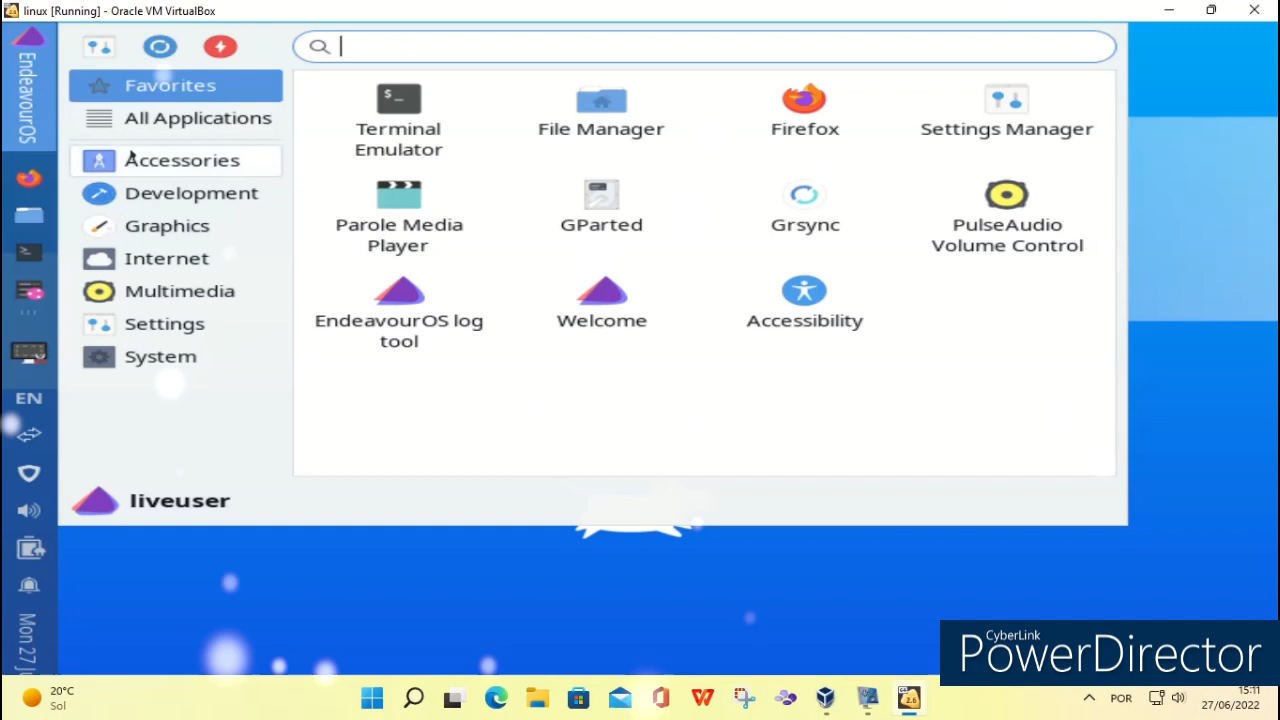 linux [Running] - Oracle VM VirtualBox
EndeavourOS
Favorites
All Applications
Accessories
Development
Graphics
Internet
Multimedia
Settings
System
Terminal
Emulator
File Manager
Firefox
Settings Manager
Parole Media
Player
GParted
Grsync
PulseAudio
Volume Control
EndeavourOS log
tool
Welcome
Accessibility
liveuser
EN
Mon 27
CyberLink
PowerDirector
20°C
Sol
POR
15:11
27/06/2022